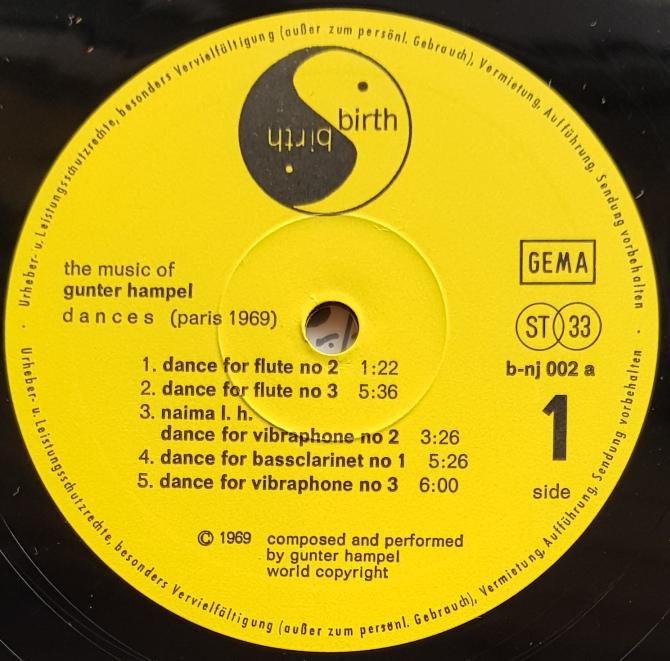 Urheber- u. Leistungsschutzrechte, besonders Vervielfältigung (außer zum persönl. Gebrauch), Vermietung, Aufführung, Sendung vorbehalten ·
birth
birth
the music of
gunter hampel
dances (paris 1969)
GEMA
ST 33
b-nj 002 a
1
side
1. dance for flute no 2 1:22
2. dance for flute no 3 5:36
3. naima l. h.
dance for vibraphone no 2 3:26
4. dance for bassclarinet no 1 5:26
5. dance for vibraphone no 3 6:00
© 1969 composed and performed
by gunter hampel
world copyright
Urheber- u. Leistungsschutzrechte, besonders Vervielfältigung (außer zum persönl. Gebrauch), Vermietung, Aufführung, Sendung vorbehalten ·